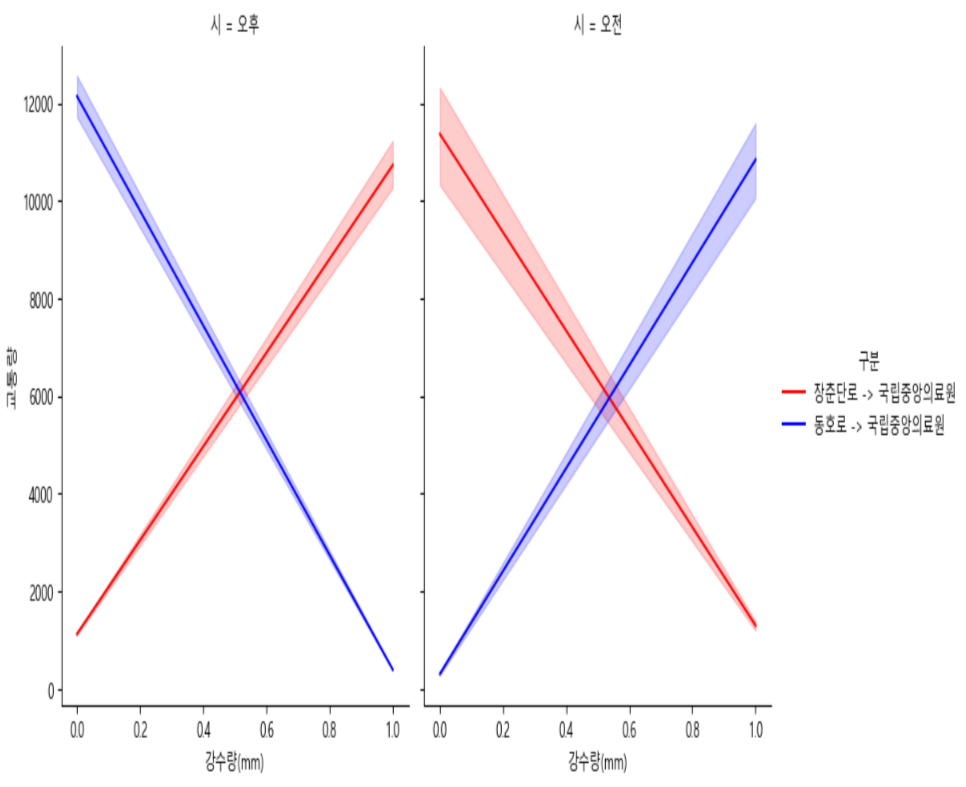 시 = 오후
시 = 오전
교통량
12000
10000
8000
6000
4000
2000
0
0.0 0.2 0.4 0.6 0.8 1.0
강수량(mm)
0.0 0.2 0.4 0.6 0.8 1.0
강수량(mm)
구분
장춘단로 -> 국립중앙의료원
동호로 -> 국립중앙의료원